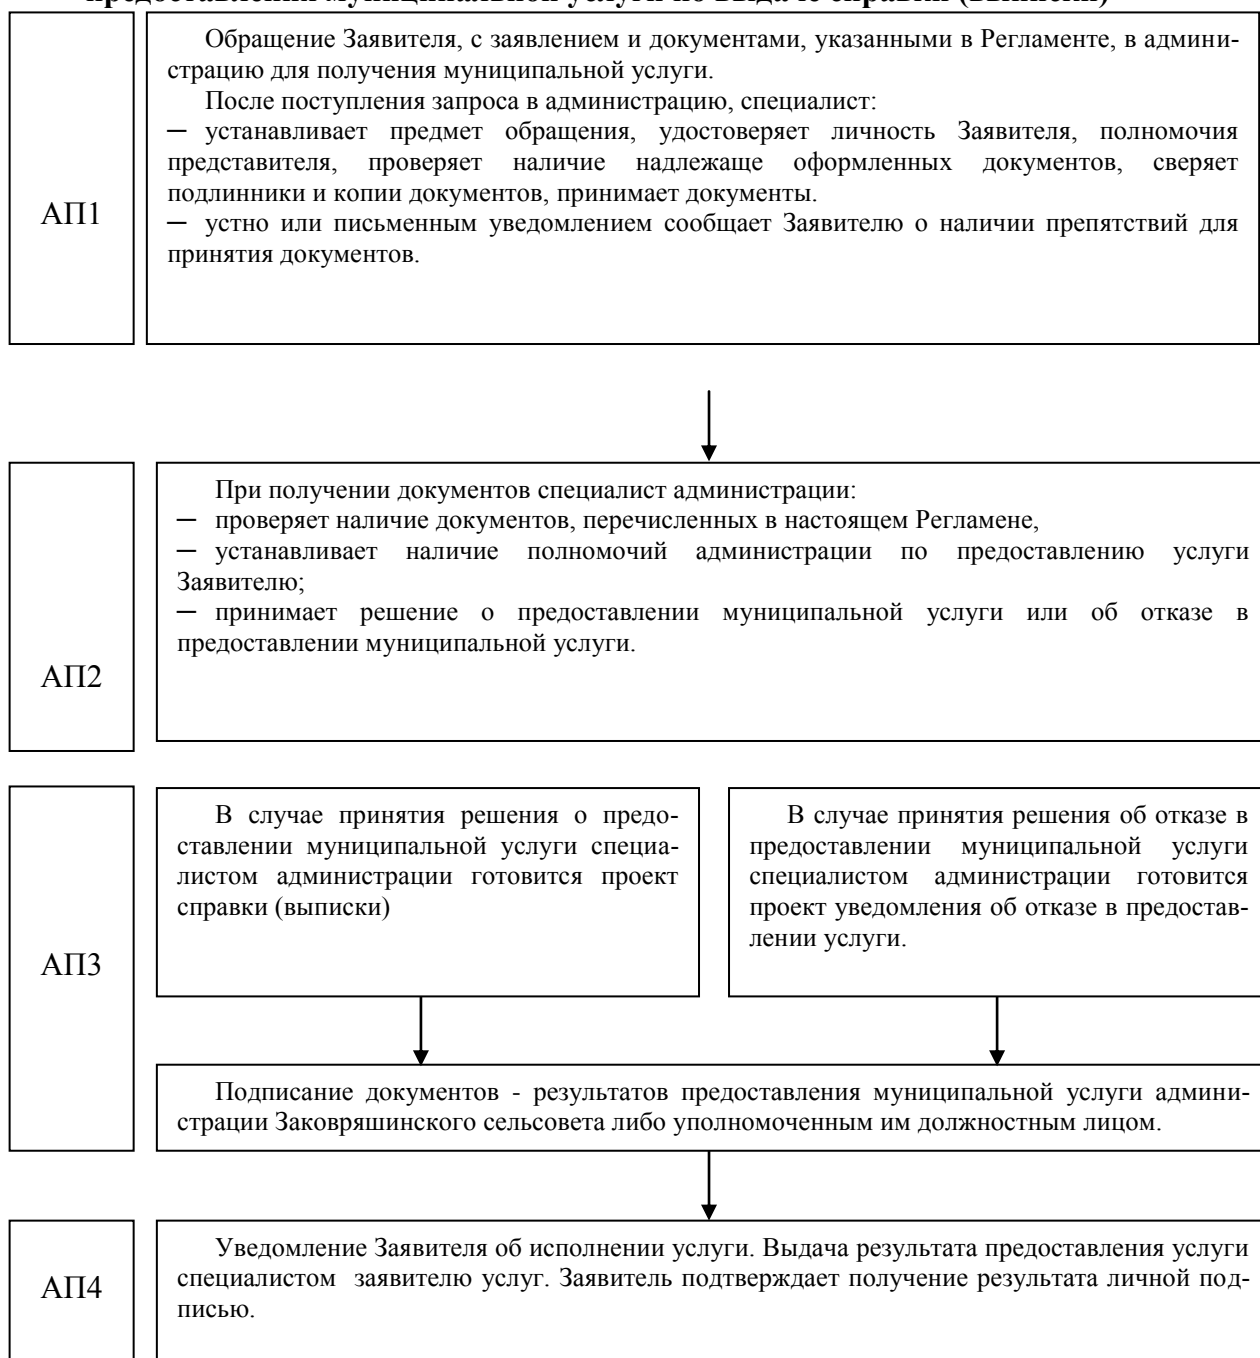 предоставления муниципальной услуги по выдаче справки (выписки)
Обращение Заявителя, с заявлением и документами, указанными в Регламенте, в админи-
страцию для получения муниципальной услуги.
После поступления запроса в администрацию, специалист:
─ устанавливает предмет обращения, удостоверяет личность Заявителя, полномочия
представителя, проверяет наличие надлежаще оформленных документов, сверяет
подлинники и копии документов, принимает документы.
─ устно или письменным уведомлением сообщает Заявителю о наличии препятствий для
принятия документов.
АП1
При получении документов специалист администрации:
─ проверяет наличие документов, перечисленных в настоящем Регламене,
─ устанавливает наличие полномочий администрации по предоставлению услуги
Заявителю;
─ принимает решение о предоставлении муниципальной услуги или об отказе в
предоставлении муниципальной услуги.
АП2
В случае принятия решения о предо-
ставлении муниципальной услуги специа-
листом администрации готовится проект
справки (выписки)
В случае принятия решения об отказе в
предоставлении муниципальной услуги
специалистом администрации готовится
проект уведомления об отказе в предостав-
лении услуги.
АП3
Подписание документов - результатов предоставления муниципальной услуги админи-
страции Заковряшинского сельсовета либо уполномоченным им должностным лицом.
Уведомление Заявителя об исполнении услуги. Выдача результата предоставления услуги
специалистом заявителю услуг. Заявитель подтверждает получение результата личной под-
писью.
АП4